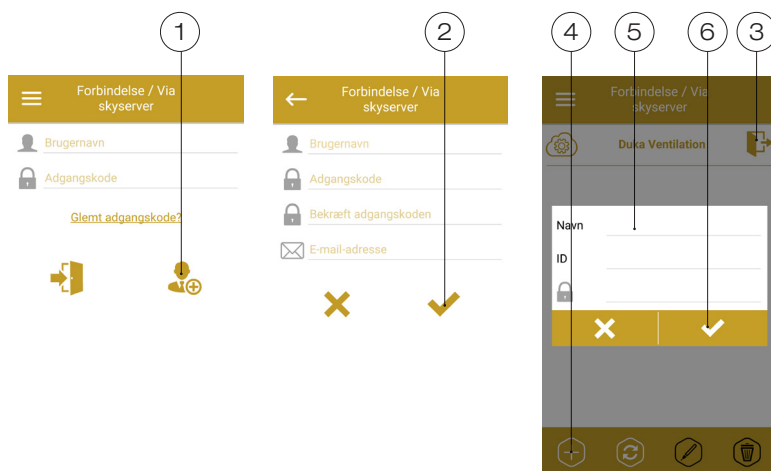 1
2
4
5
6
3
Forbindelse / Via
skyserver
Brugernavn
Adgangskode
Glemt adgangskode?
Forbindelse / Via
skyserver
Brugernavn
Adgangskode
Bekræft adgangskoden
E-mail-adresse
Forbindelse / Via
skyserver
Duka Ventilation
Navn
ID